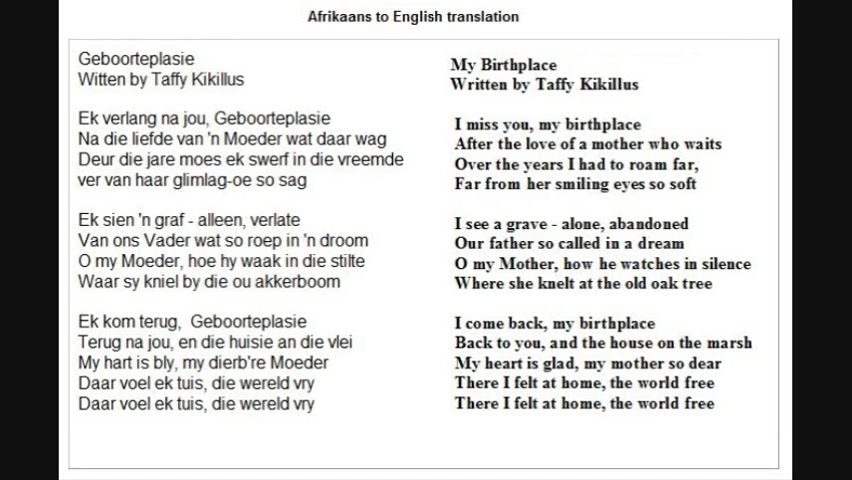 Afrikaans to English translation
Geboorteplasie
Witten by Taffy Kikillus
Ek verlang na jou, Geboorteplasie
Na die liefde van 'n Moeder wat daar wag
Deur die jare moes ek swerf in die vreemde
ver van haar glimlag-oe so sag
Ek sien 'n graf - alleen, verlate
Van ons Vader wat so roep in 'n droom
O my Moeder, hoe hy waak in die stilte
Waar sy kniel by die ou akkerboom
Ek kom terug, Geboorteplasie
Terug na jou, en die huisie an die vlei
My hart is bly, my dierb're Moeder
Daar voel ek tuis, die wereld vry
Daar voel ek tuis, die wereld vry
My Birthplace
Written by Taffy Kikillus
I miss you, my birthplace
After the love of a mother who waits
Over the years I had to roam far,
Far from her smiling eyes so soft
I see a grave - alone, abandoned
Our father so called in a dream
O my Mother, how he watches in silence
Where she knelt at the old oak tree
I come back, my birthplace
Back to you, and the house on the marsh
My heart is glad, my mother so dear
There I felt at home, the world free
There I felt at home, the world free